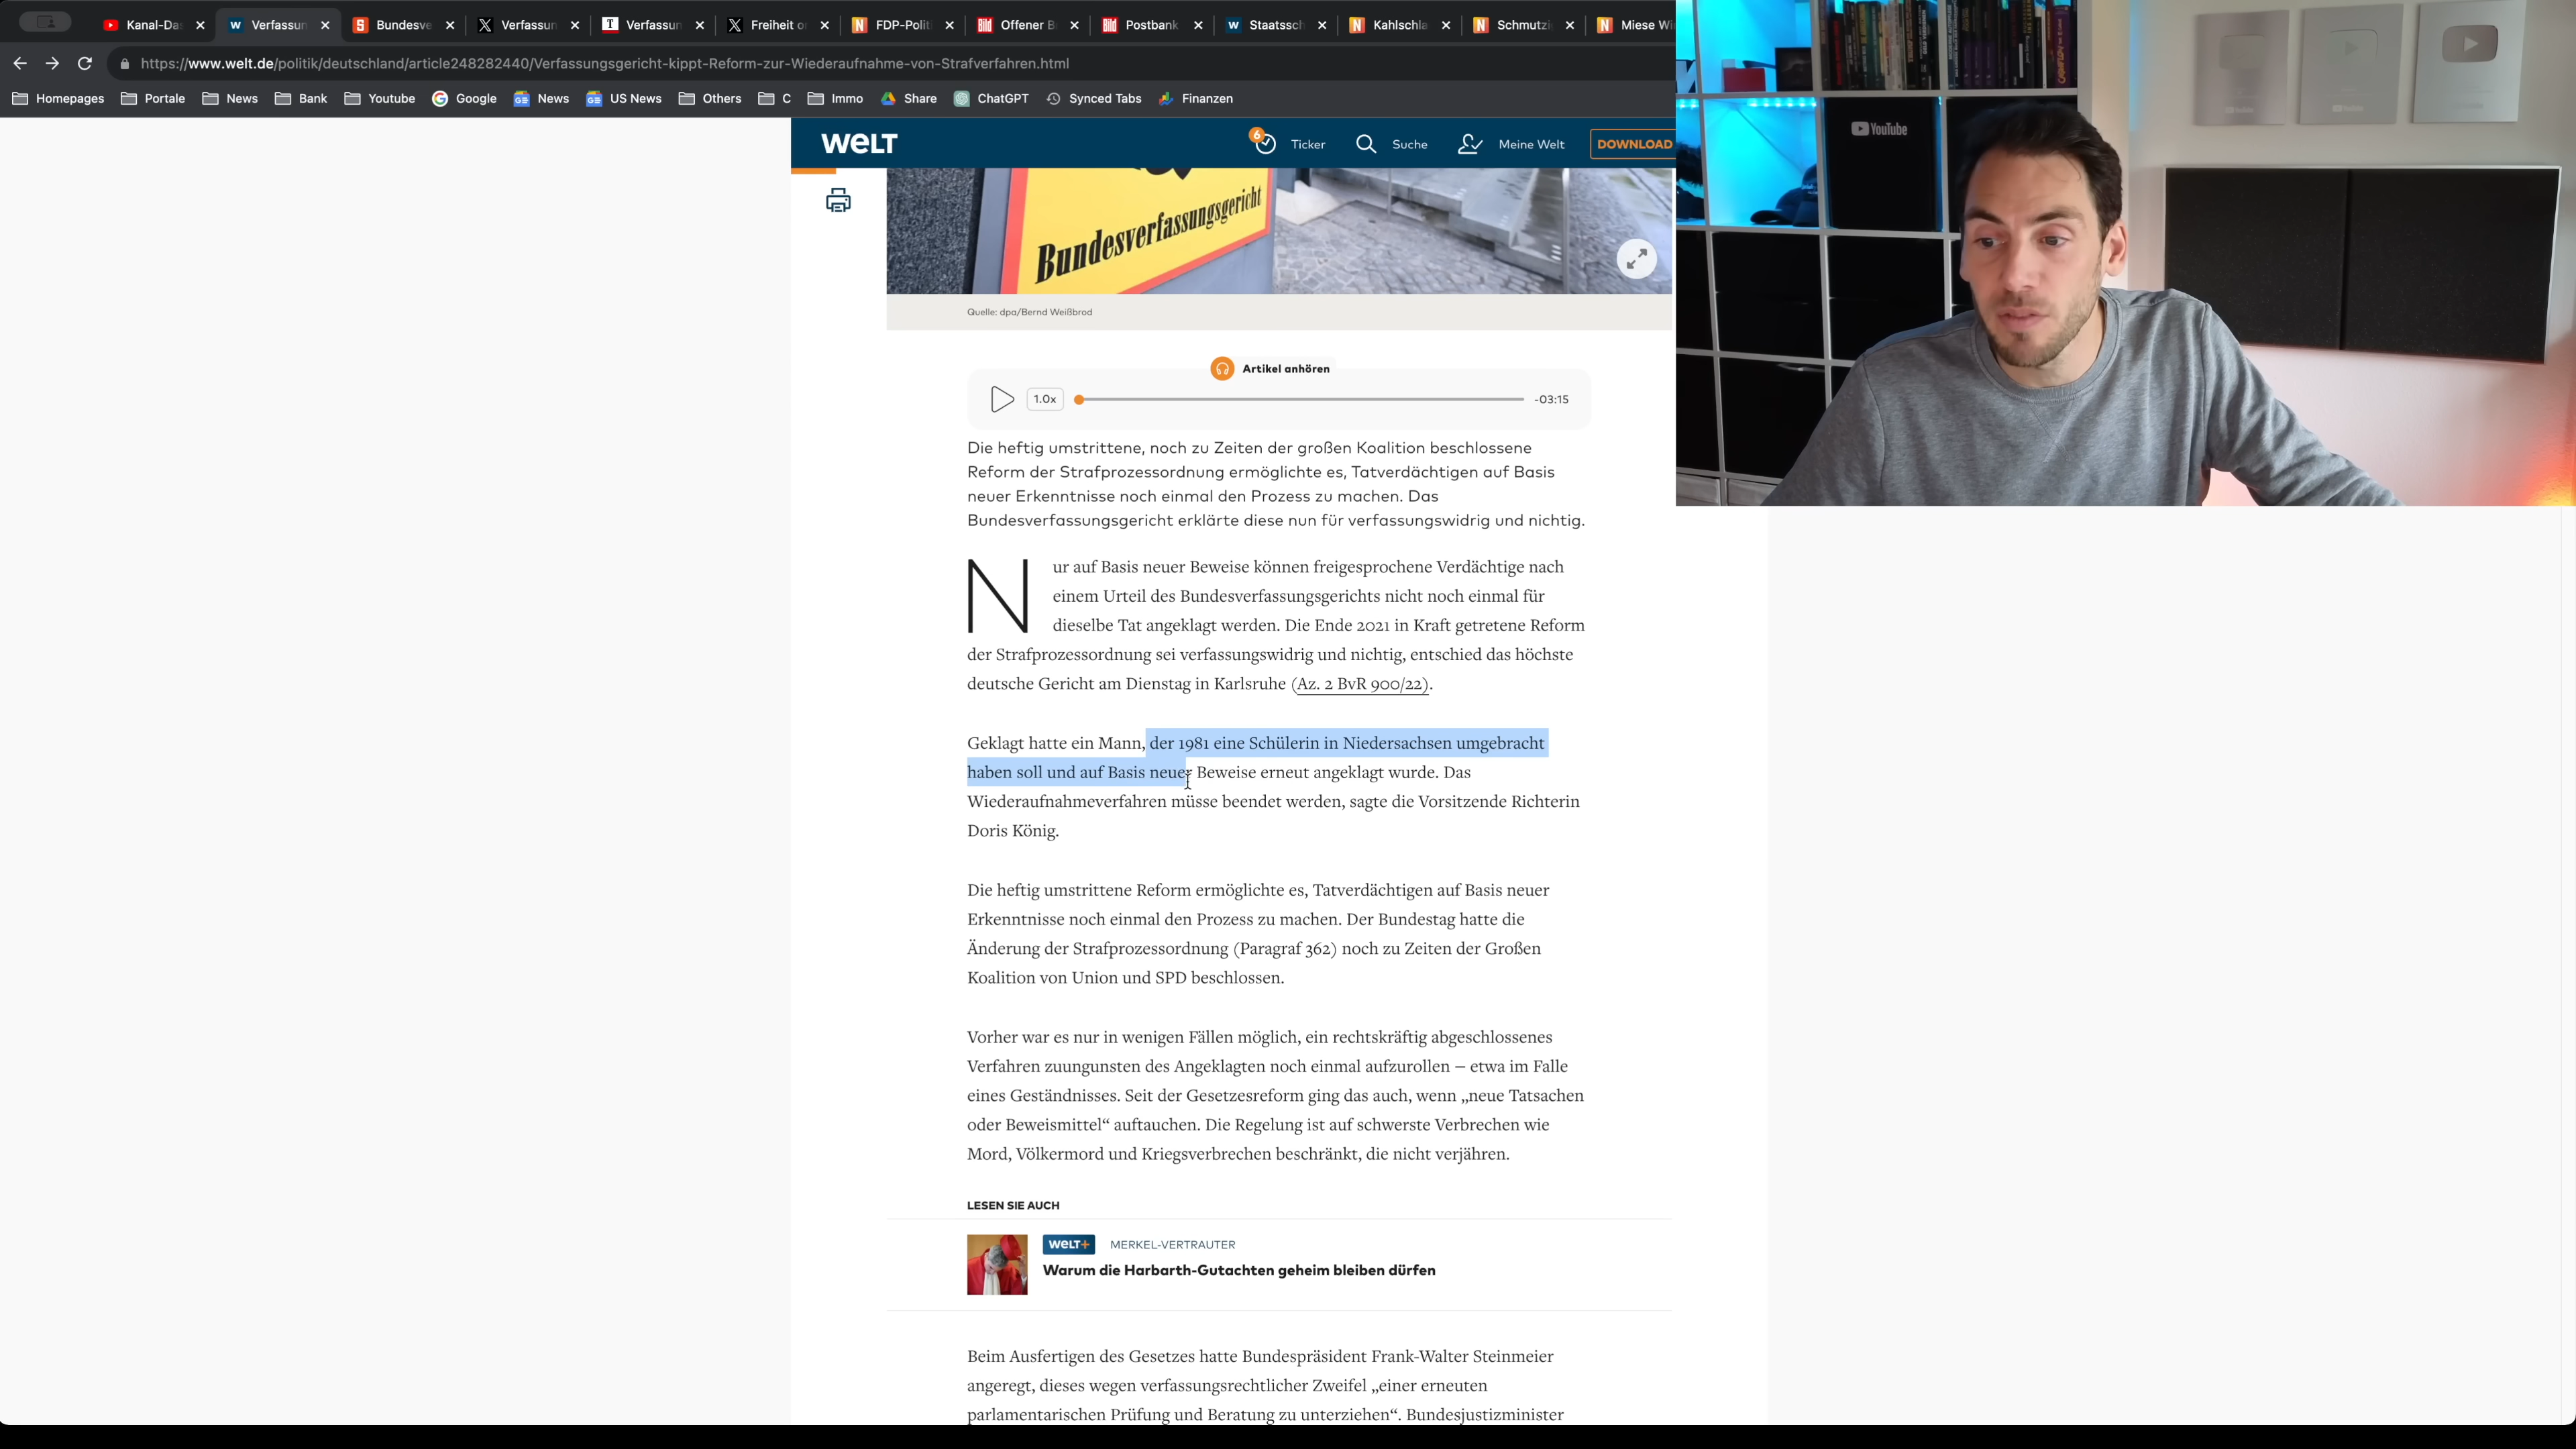 Kanal-Da
Verfassun
Bundesve
Verfassun
Verfassun
Freiheit o
FDP-Polit
Offener B
Postbank
Staatssch
Kahlschla
Schmutzi
Miese Wi
https://www.welt.de/politik/deutschland/article248282440/Verfassungsgericht-kippt-Reform-zur-Wiederaufnahme-von-Strafverfahren.html
Homepages Portale News Bank Youtube Google News US News Others C Immo Share ChatGPT Synced Tabs Finanzen
YouTube
WELT
6 Ticker Suche Meine Welt DOWNLOAD
Bundesverfassungsgericht
Quelle: dpa/Bernd Weißbrod
Artikel anhören
1.0x -03:15
Die heftig umstrittene, noch zu Zeiten der großen Koalition beschlossene
Reform der Strafprozessordnung ermöglichte es, Tatverdächtigen auf Basis
neuer Erkenntnisse noch einmal den Prozess zu machen. Das
Bundesverfassungsgericht erklärte diese nun für verfassungswidrig und nichtig.
Nur auf Basis neuer Beweise können freigesprochene Verdächtige nach
einem Urteil des Bundesverfassungsgerichts nicht noch einmal für
dieselbe Tat angeklagt werden. Die Ende 2021 in Kraft getretene Reform
der Strafprozessordnung sei verfassungswidrig und nichtig, entschied das höchste
deutsche Gericht am Dienstag in Karlsruhe (Az. 2 BvR 900/22).
Geklagt hatte ein Mann, der 1981 eine Schülerin in Niedersachsen umgebracht
haben soll und auf Basis neuer Beweise erneut angeklagt wurde. Das
Wiederaufnahmeverfahren müsse beendet werden, sagte die Vorsitzende Richterin
Doris König.
Die heftig umstrittene Reform ermöglichte es, Tatverdächtigen auf Basis neuer
Erkenntnisse noch einmal den Prozess zu machen. Der Bundestag hatte die
Änderung der Strafprozessordnung (Paragraf 362) noch zu Zeiten der Großen
Koalition von Union und SPD beschlossen.
Vorher war es nur in wenigen Fällen möglich, ein rechtskräftig abgeschlossenes
Verfahren zuungunsten des Angeklagten noch einmal aufzurollen – etwa im Falle
eines Geständnisses. Seit der Gesetzesreform ging das auch, wenn „neue Tatsachen
oder Beweismittel“ auftauchen. Die Regelung ist auf schwerste Verbrechen wie
Mord, Völkermord und Kriegsverbrechen beschränkt, die nicht verjähren.
LESEN SIE AUCH
WELT+ MERKEL-VERTRAUTER
Warum die Harbarth-Gutachten geheim bleiben dürfen
Beim Ausfertigen des Gesetzes hatte Bundespräsident Frank-Walter Steinmeier
angeregt, dieses wegen verfassungsrechtlicher Zweifel „einer erneuten
parlamentarischen Prüfung und Beratung zu unterziehen“. Bundesjustizminister